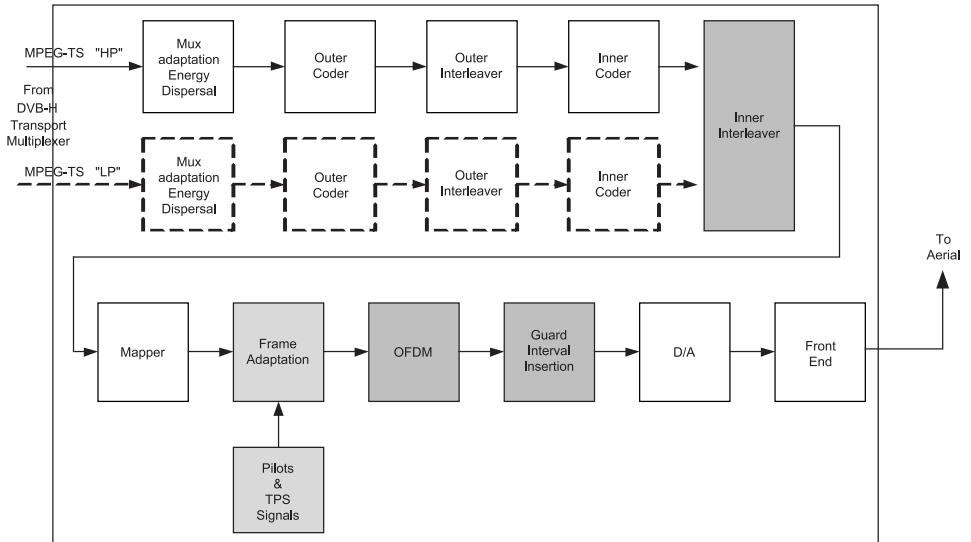 MPEG-TS "HP"
From
DVB-H
Transport
Multiplexer
MPEG-TS "LP"
Mux
adaptation
Energy
Dispersal
Outer
Coder
Outer
Interleaver
Inner
Coder
Mux
adaptation
Energy
Dispersal
Outer
Coder
Outer
Interleaver
Inner
Coder
Inner
Interleaver
To
Aerial
Mapper
Frame
Adaptation
OFDM
Guard
Interval
Insertion
D/A
Front
End
Pilots
&
TPS
Signals